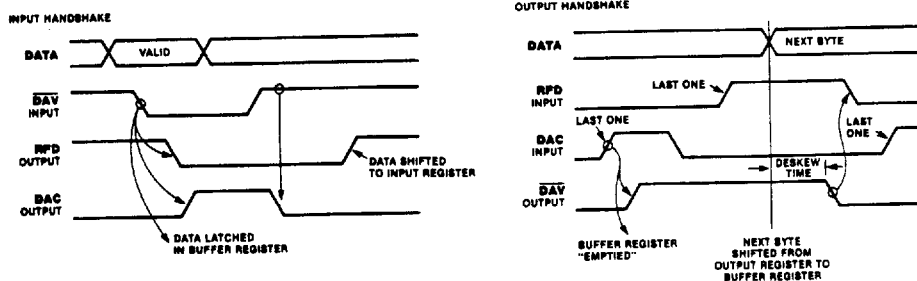 INPUT HANDSHAKE
DATA
VALID
DAV
INPUT
RFD
OUTPUT
DATA SHIFTED
TO INPUT REGISTER
DAC
OUTPUT
DATA LATCHED
IN BUFFER REGISTER
OUTPUT HANDSHAKE
DATA
NEXT BYTE
RFD
INPUT
LAST ONE
LAST ONE
DAC
INPUT
LAST
ONE
DESKEW
TIME
DAV
OUTPUT
BUFFER REGISTER
"EMPTIED"
NEXT BYTE
SHIFTED FROM
OUTPUT REGISTER TO
BUFFER REGISTER